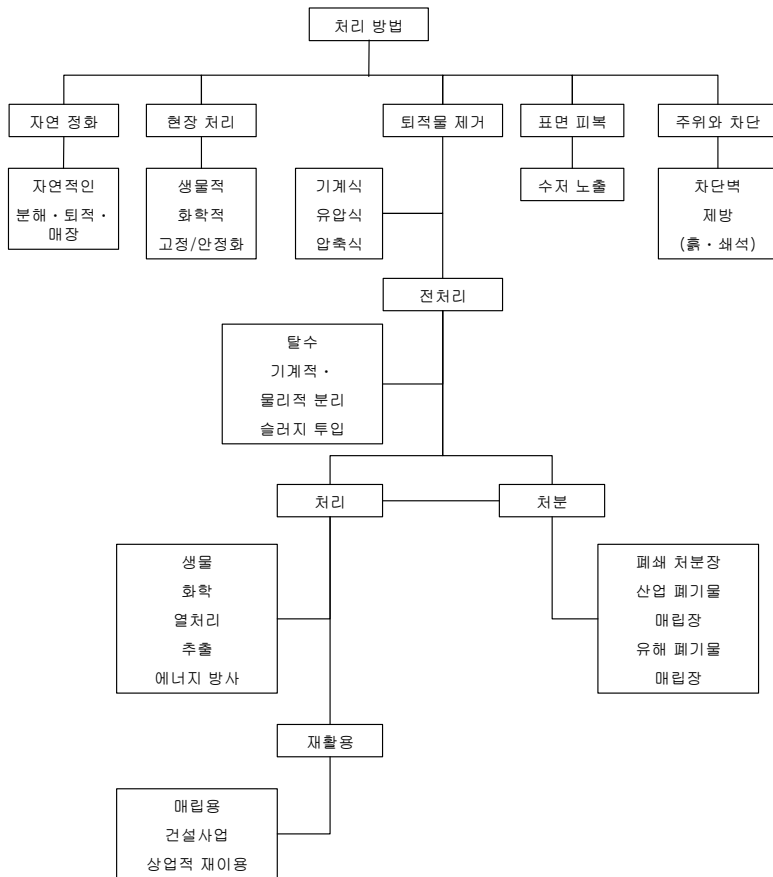 처리 방법
자연 정화
현장 처리
퇴적물 제거
표면 피복
주위와 차단
자연적인
분해・퇴적・
매장
생물적
화학적
고정/안정화
기계식
유압식
압축식
수저 노출
차단벽
제방
(흙・쇄석)
전처리
탈수
기계적・
물리적 분리
슬러지 투입
처리
처분
생물
화학
열처리
추출
에너지 방사
폐쇄 처분장
산업 폐기물
매립장
유해 폐기물
매립장
재활용
매립용
건설사업
상업적 재이용